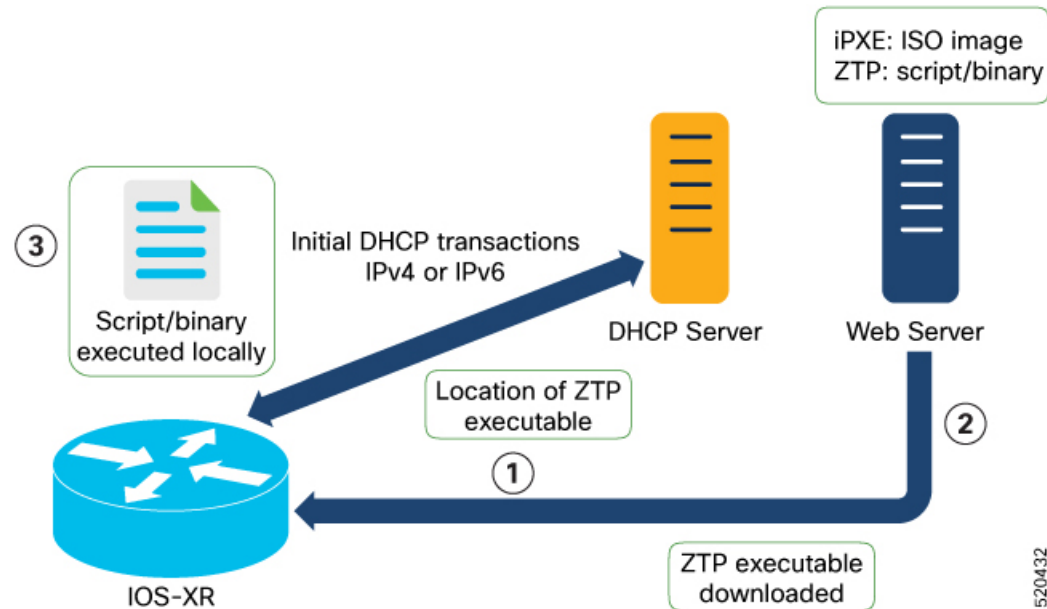 iPXE: ISO image
ZTP: script/binary
3
Script/binary
executed locally
Initial DHCP transactions
IPv4 or IPv6
DHCP Server
Web Server
Location of ZTP
executable
2
1
IOS-XR
ZTP executable
downloaded
520432